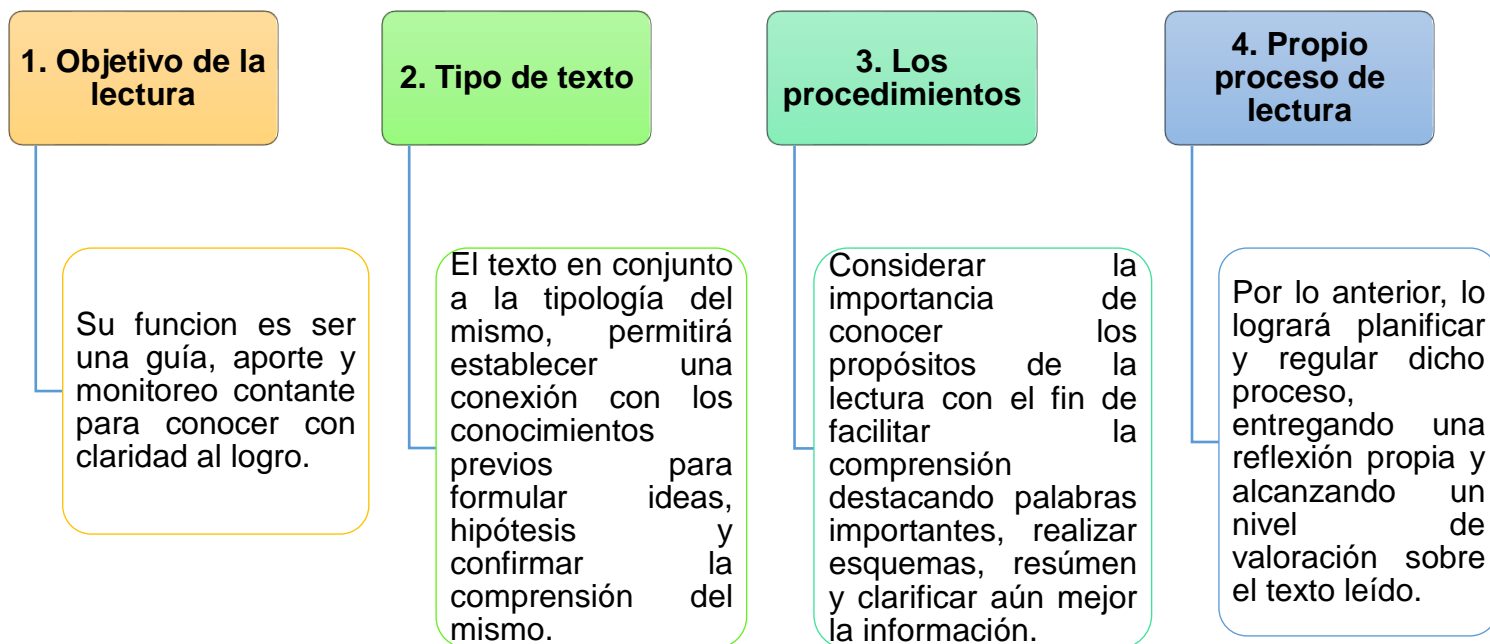 1. Objetivo de la
lectura
Su funcion es ser
una guía, aporte y
monitoreo contante
para conocer con
claridad al logro.
2. Tipo de texto
El texto en conjunto
a la tipología del
mismo, permitirá
establecer una
conexión con los
conocimientos
previos para
formular ideas,
hipótesis y
confirmar la
comprensión del
mismo.
3. Los
procedimientos
Considerar la
importancia de
conocer los
propósitos de la
lectura con el fin de
facilitar la
comprensión
destacando palabras
importantes, realizar
esquemas, resúmen
y clarificar aún mejor
la información.
4. Propio
proceso de
lectura
Por lo anterior, lo
logrará planificar
y regular dicho
proceso,
entregando una
reflexión propia y
alcanzando un
nivel de
valoración sobre
el texto leído.